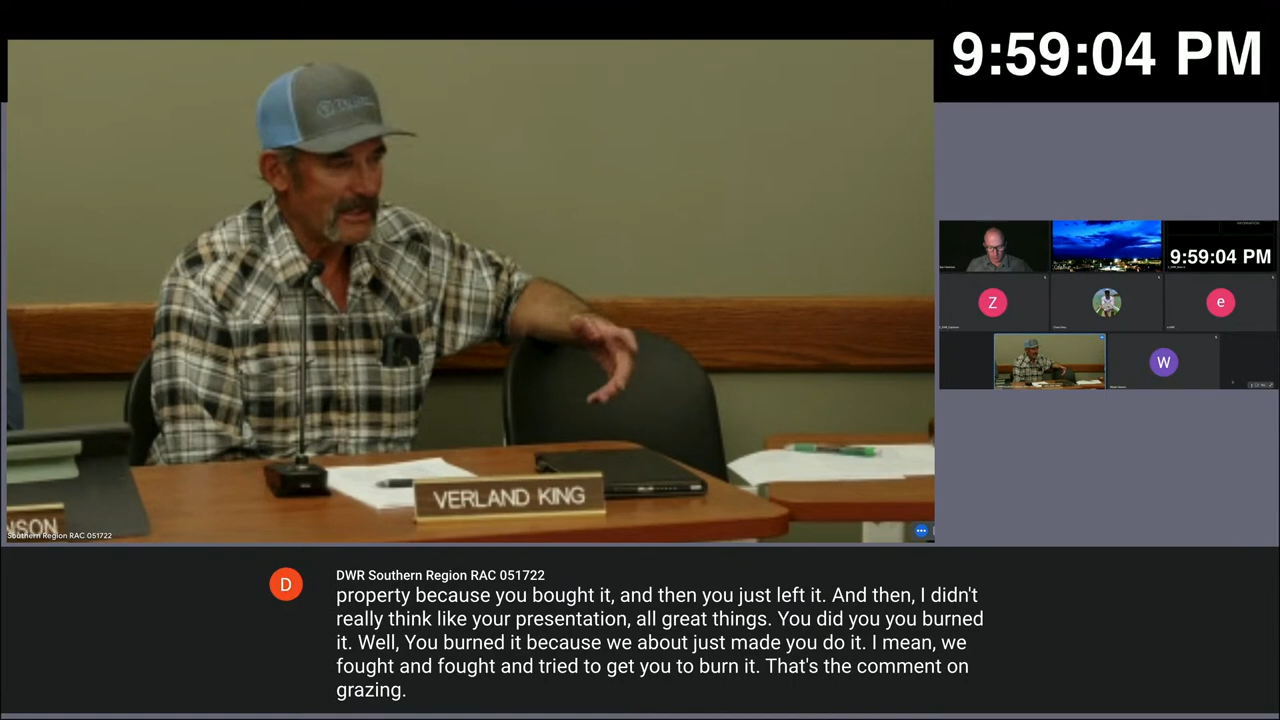 9:59:04 PM
9:59:04 PM
Z
e
W
VERLAND KING
NSON
Southern Region RAC 051722
D
DWR Southern Region RAC 051722
property because you bought it, and then you just left it. And then, I didn't
really think like your presentation, all great things. You did you you burned
it. Well, You burned it because we about just made you do it. I mean, we
fought and fought and tried to get you to burn it. That's the comment on
grazing.